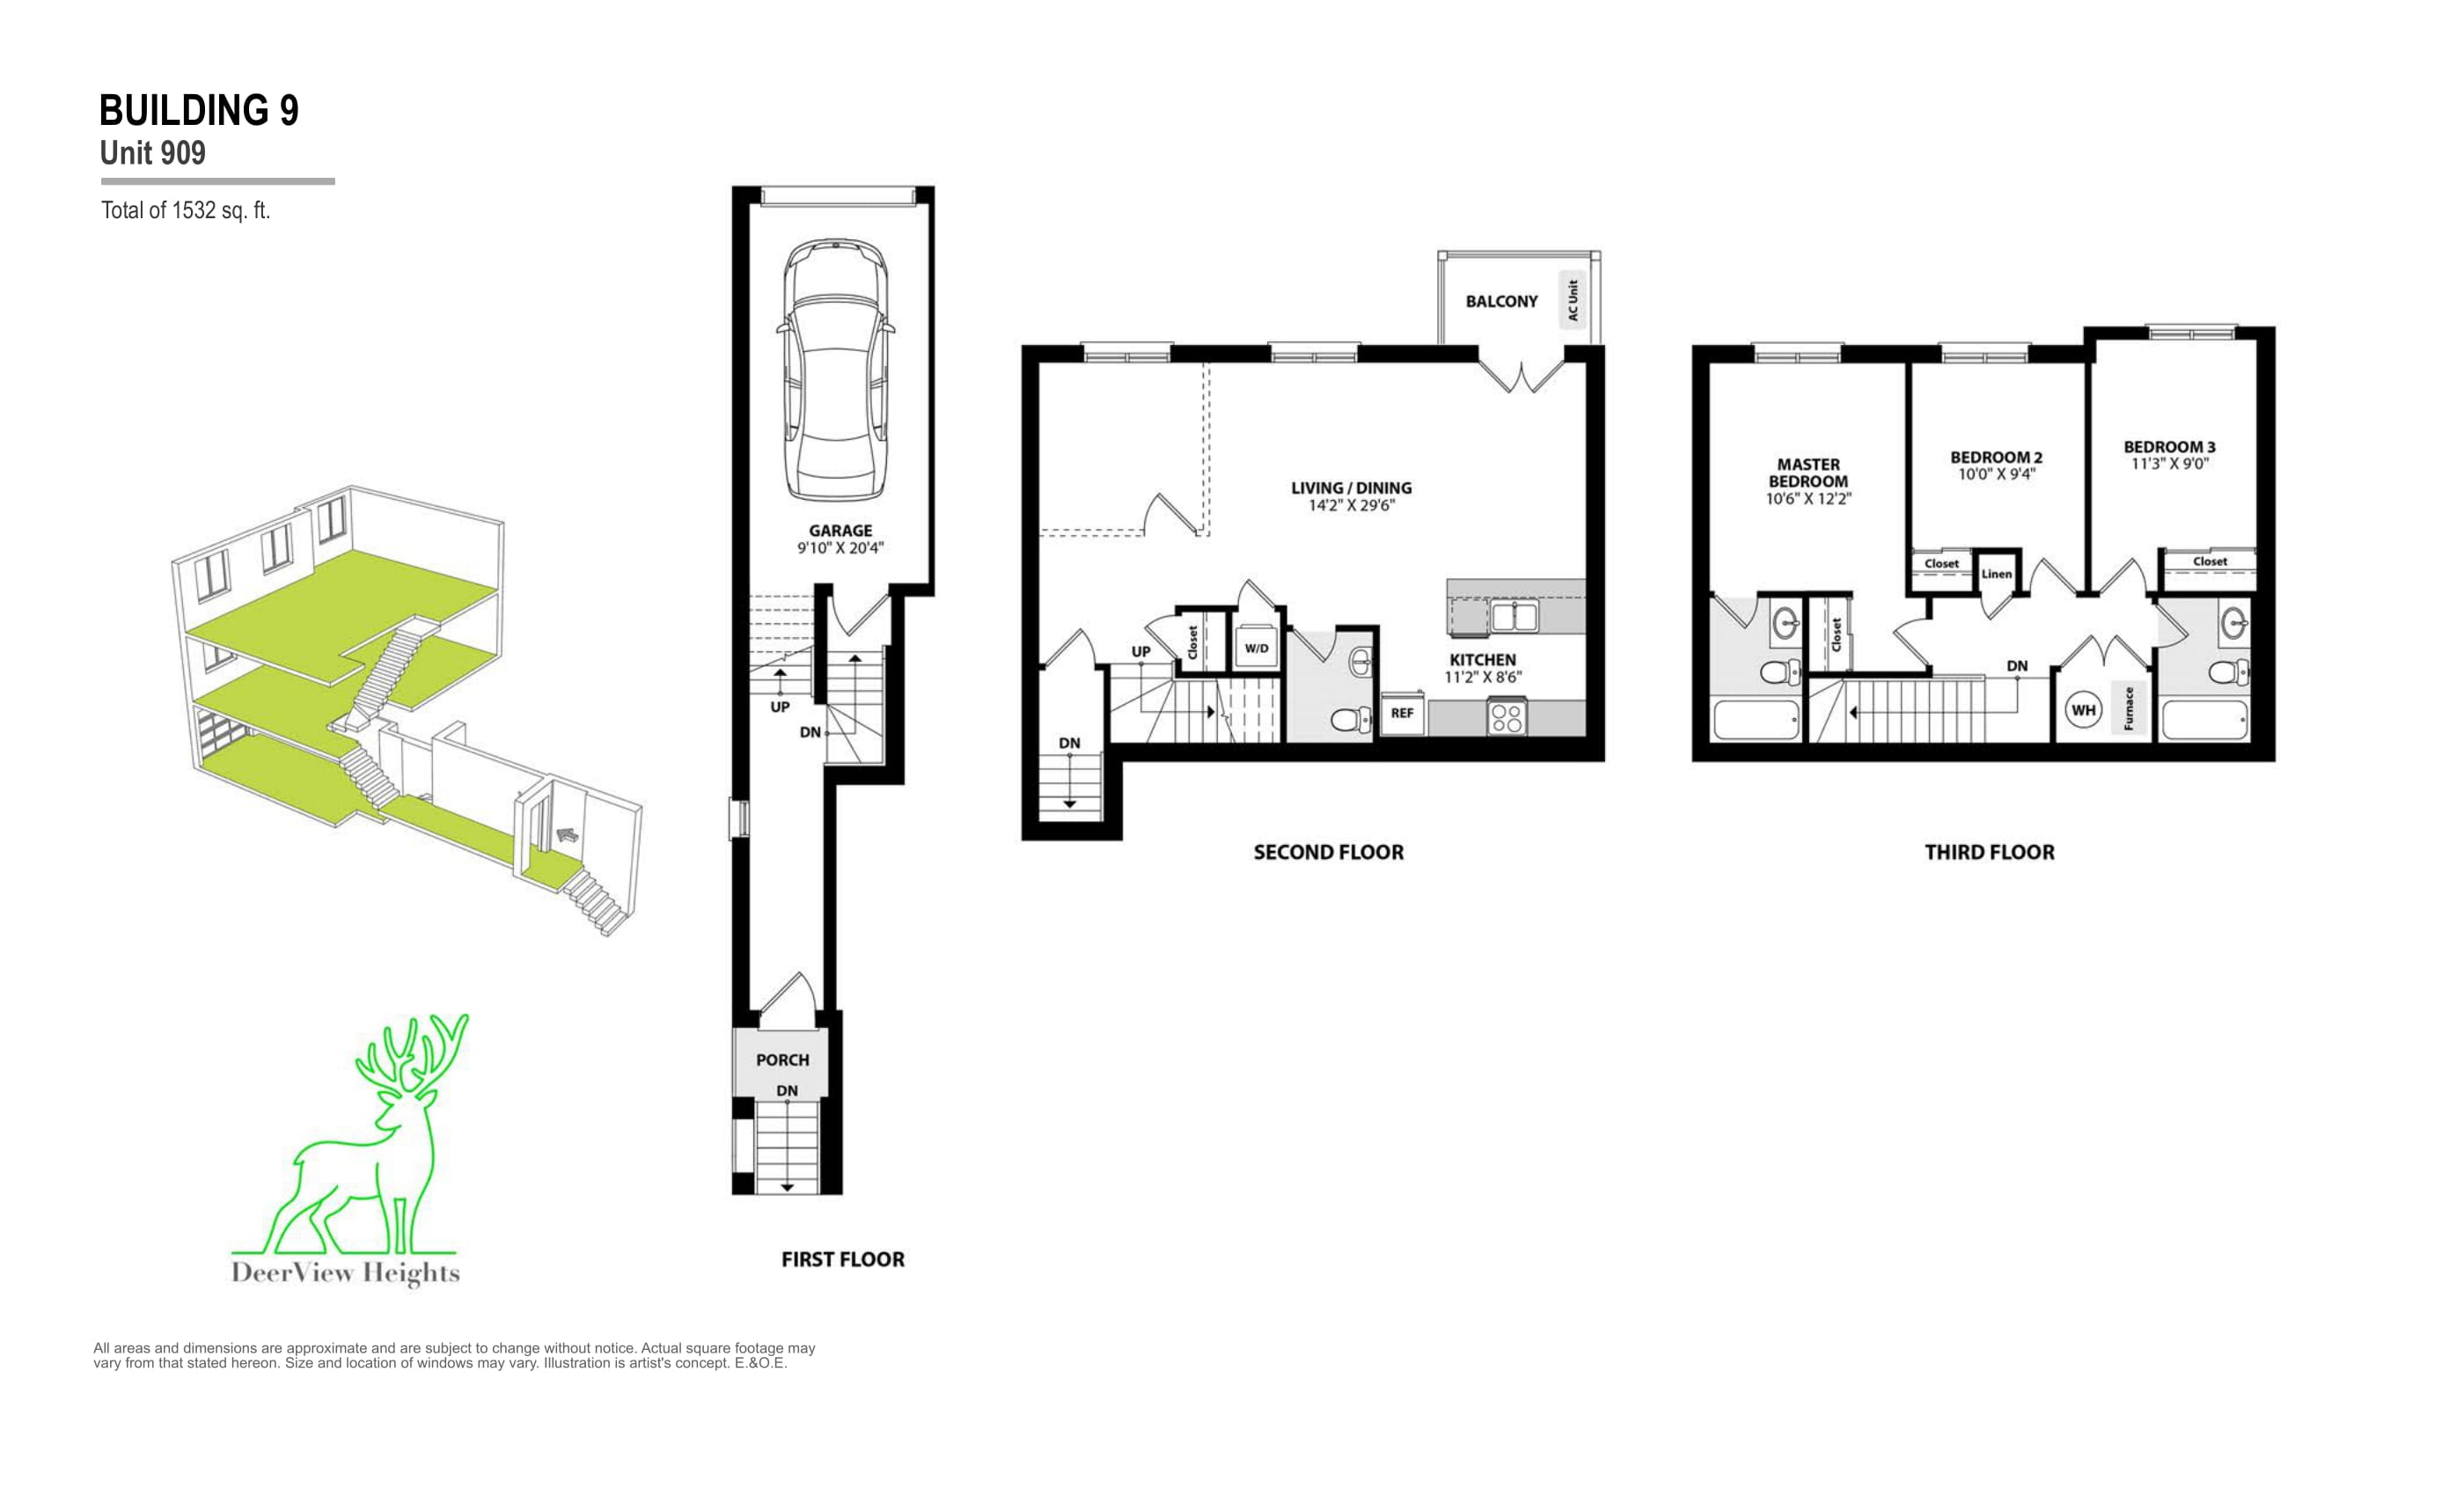 BUILDING 9
Unit 909
Total of 1532 sq. ft.
GARAGE
9'10" X 20'4"
UP
DN
PORCH
DN
FIRST FLOOR
BALCONY
AC Unit
LIVING / DINING
14'2" X 29'6"
UP
Closet
W/D
KITCHEN
11'2" X 8'6"
REF
DN
SECOND FLOOR
MASTER
BEDROOM
10'6" X 12'2"
BEDROOM 2
10'0" X 9'4"
BEDROOM 3
11'3" X 9'0"
Closet
Linen
Closet
Closet
DN
WH
Furnace
THIRD FLOOR
DeerView Heights
All areas and dimensions are approximate and are subject to change without notice. Actual square footage may
vary from that stated hereon. Size and location of windows may vary. Illustration is artist's concept. E.&O.E.